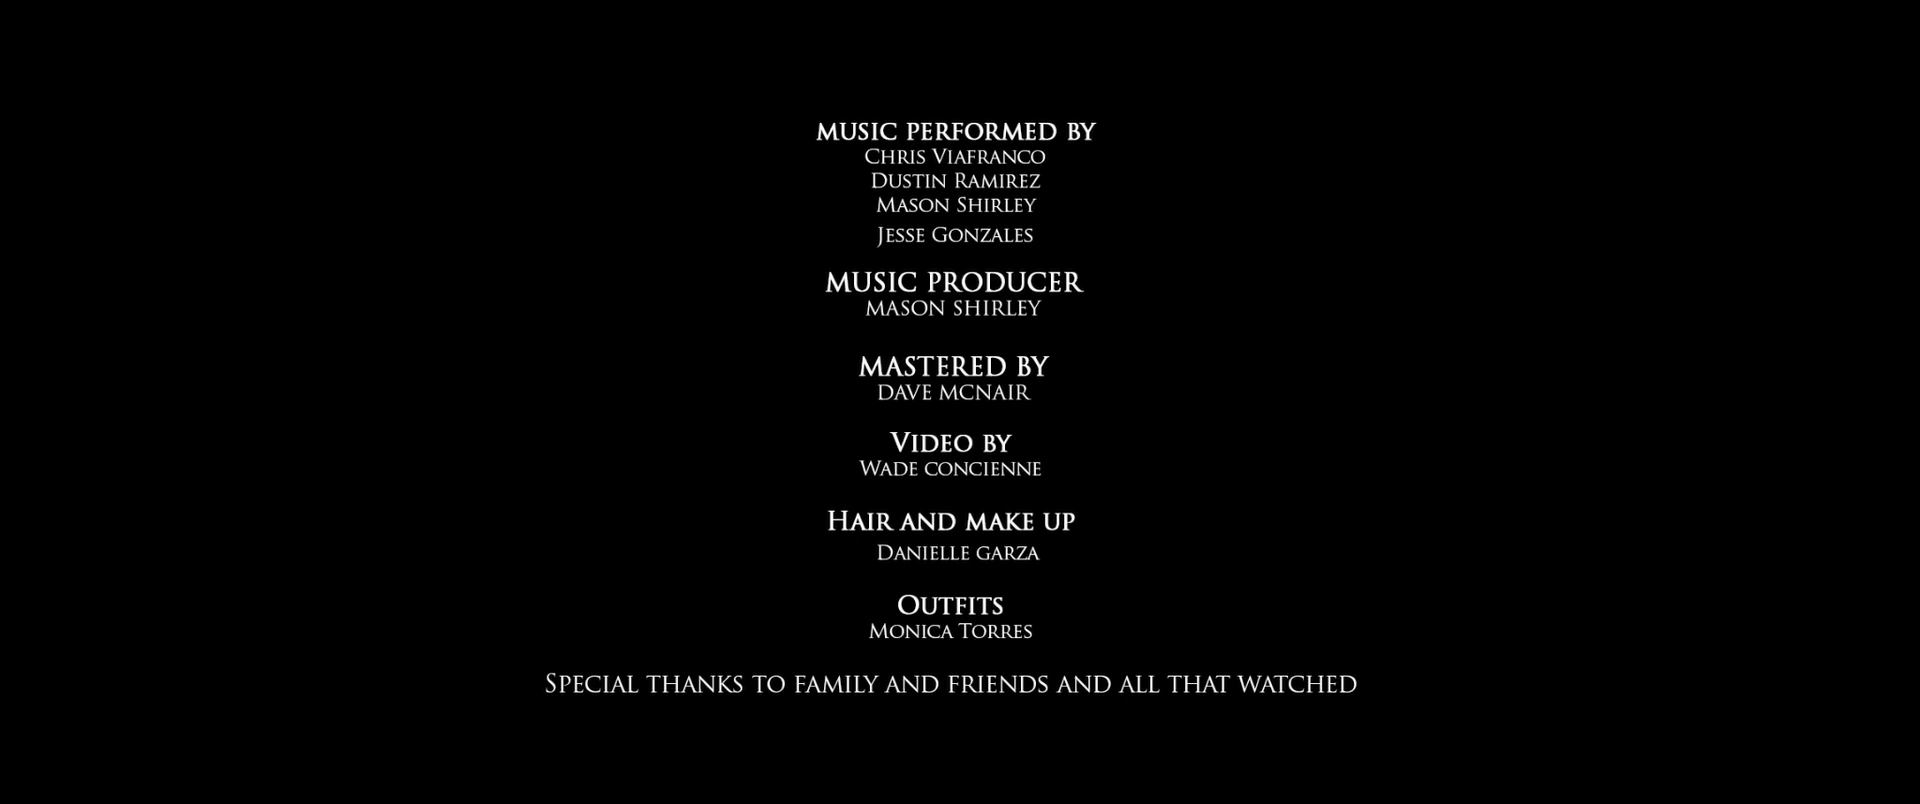 MUSIC PERFORMED BY
CHRIS VIAFRANCO
DUSTIN RAMIREZ
MASON SHIRLEY
JESSE GONZALES
MUSIC PRODUCER
MASON SHIRLEY
MASTERED BY
DAVE MCNAIR
VIDEO BY
WADE CONCIENNE
HAIR AND MAKE UP
DANIELLE GARZA
OUTFITS
MONICA TORRES
SPECIAL THANKS TO FAMILY AND FRIENDS AND ALL THAT WATCHED